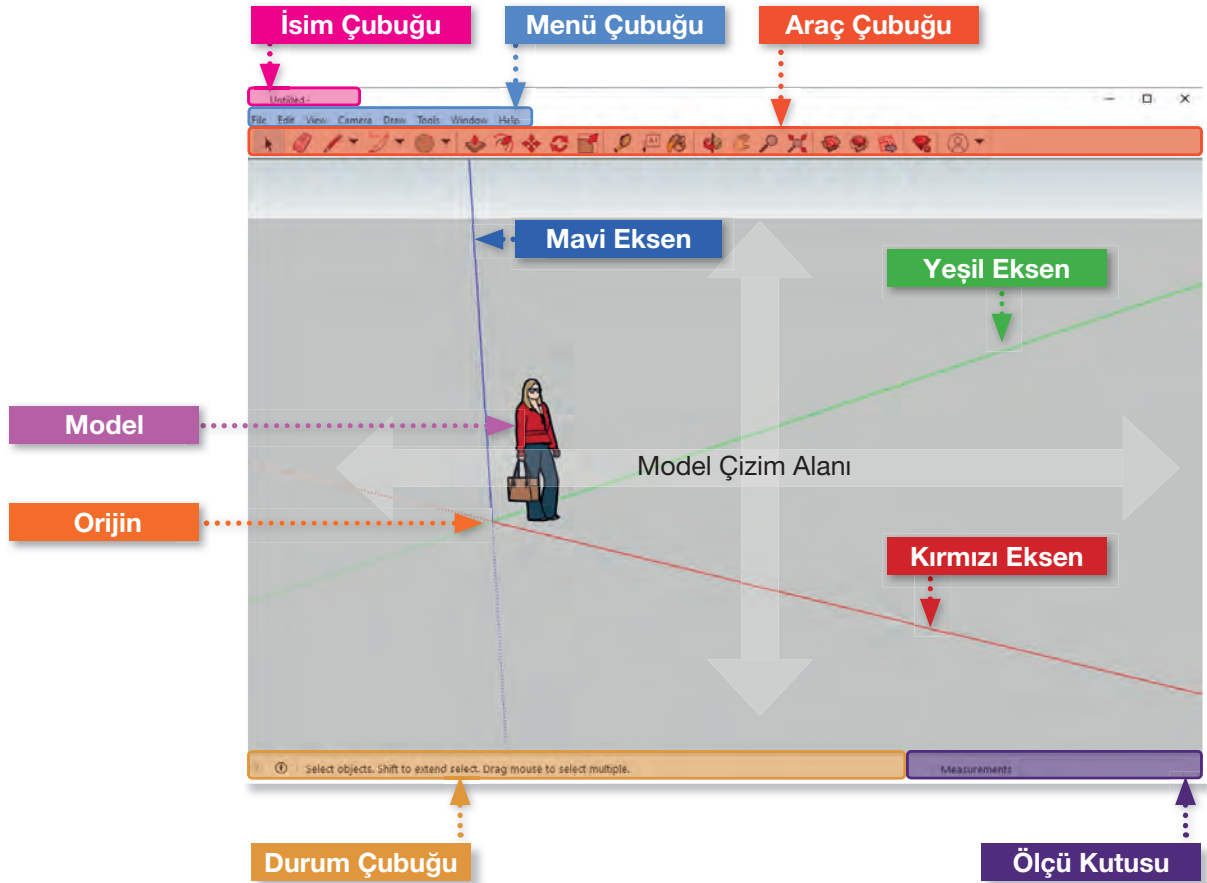 İsim Çubuğu
Menü Çubuğu
Araç Çubuğu
Untitled -
File Edit View Camera Draw Tools Window Help
A1
Mavi Eksen
Yeşil Eksen
Model
Model Çizim Alanı
Orijin
Kırmızı Eksen
Select objects. Shift to extend select. Drag mouse to select multiple.
Measurements
Durum Çubuğu
Ölçü Kutusu